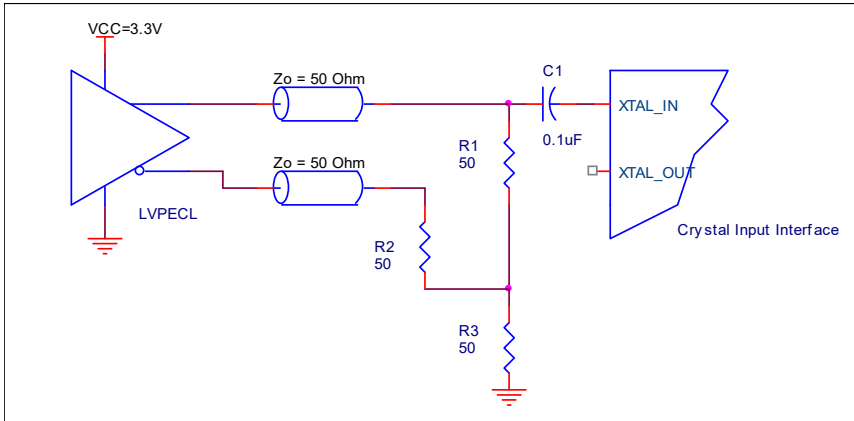 VCC=3.3V
Zo = 50 Ohm
C1
XTAL_IN
0.1uF
R1
50
Zo = 50 Ohm
XTAL_OUT
LVPECL
Crystal Input Interface
R2
50
R3
50